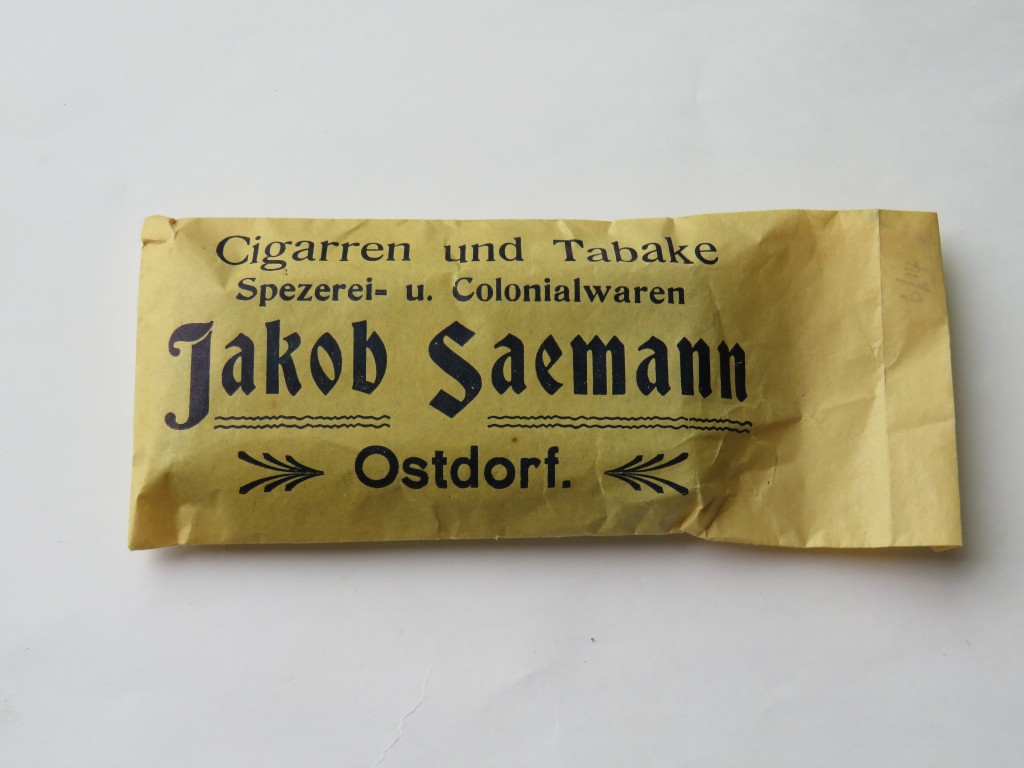 Cigarren und Tabake
Spezerei- u. Colonialwaren
Jakob Saemann
Ostdorf.